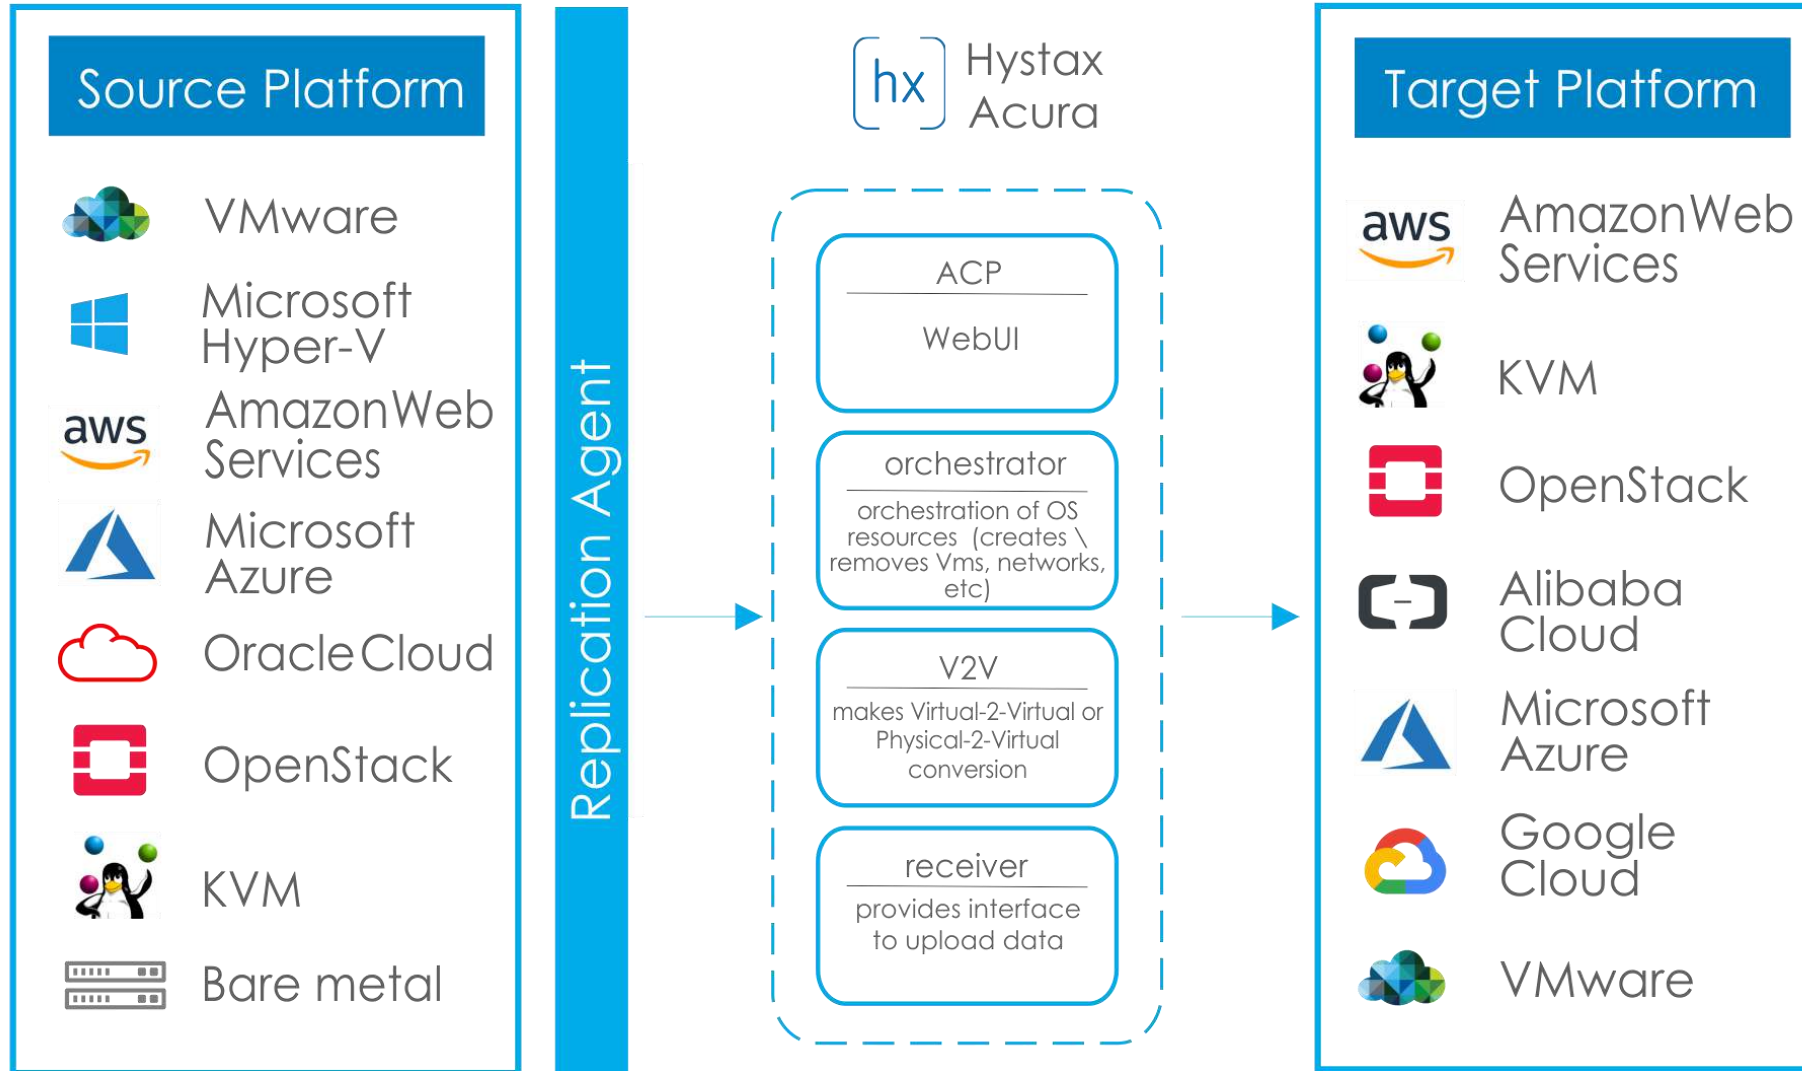 Source Platform
VMware
Microsoft
Hyper-V
aws
AmazonWeb
Services
Microsoft
Azure
Oracle Cloud
OpenStack
KVM
Bare metal
Replication Agent
hx
Hystax
Acura
ACP
WebUI
orchestrator
orchestration of OS
resources (creates \
removes Vms, networks,
etc)
V2V
makes Virtual-2-Virtual or
Physical-2-Virtual
conversion
receiver
provides interface
to upload data
Target Platform
aws
AmazonWeb
Services
KVM
OpenStack
Alibaba
Cloud
Microsoft
Azure
Google
Cloud
VMware